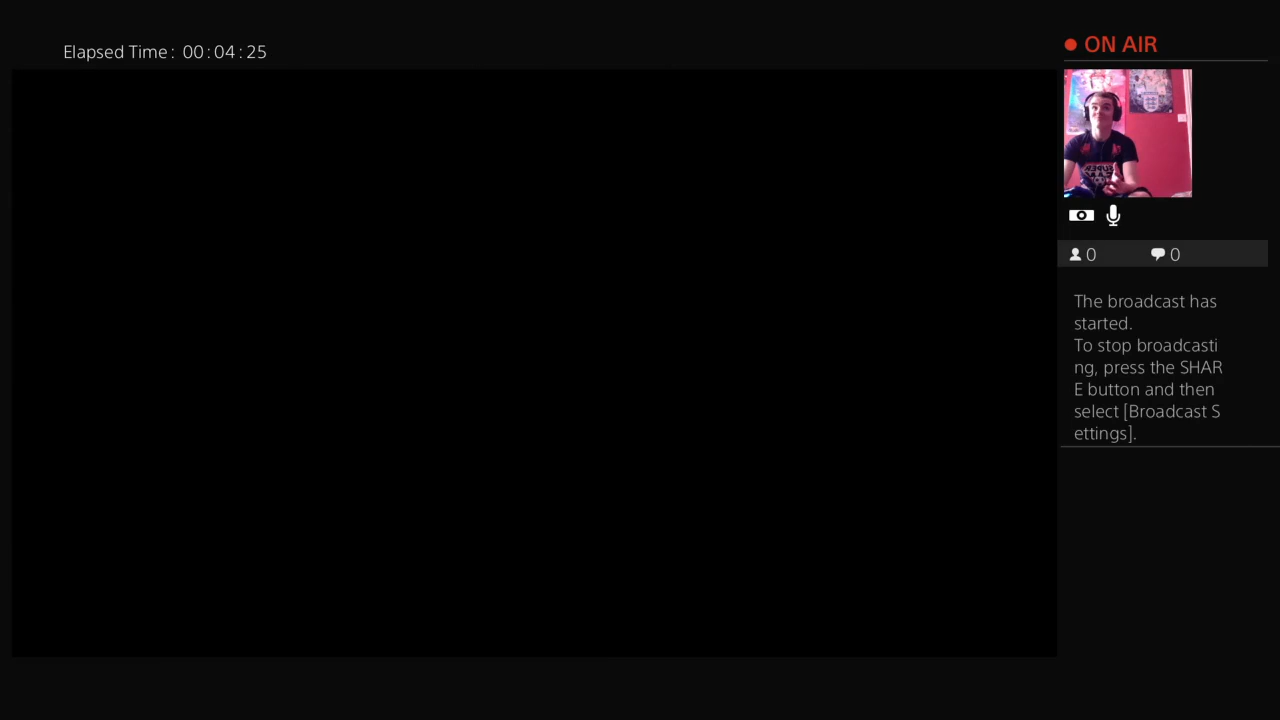 Elapsed Time: 00:04:25
ON AIR
0 0
The broadcast has
started.
To stop broadcasti
ng, press the SHAR
E button and then
select [Broadcast S
ettings].